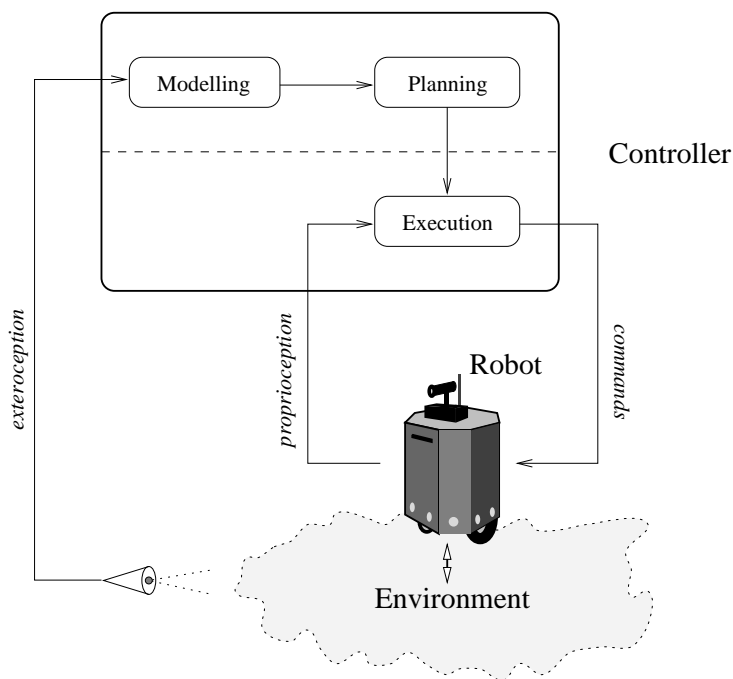 Modelling
Planning
Controller
Execution
exteroception
proprioception
commands
Robot
Environment